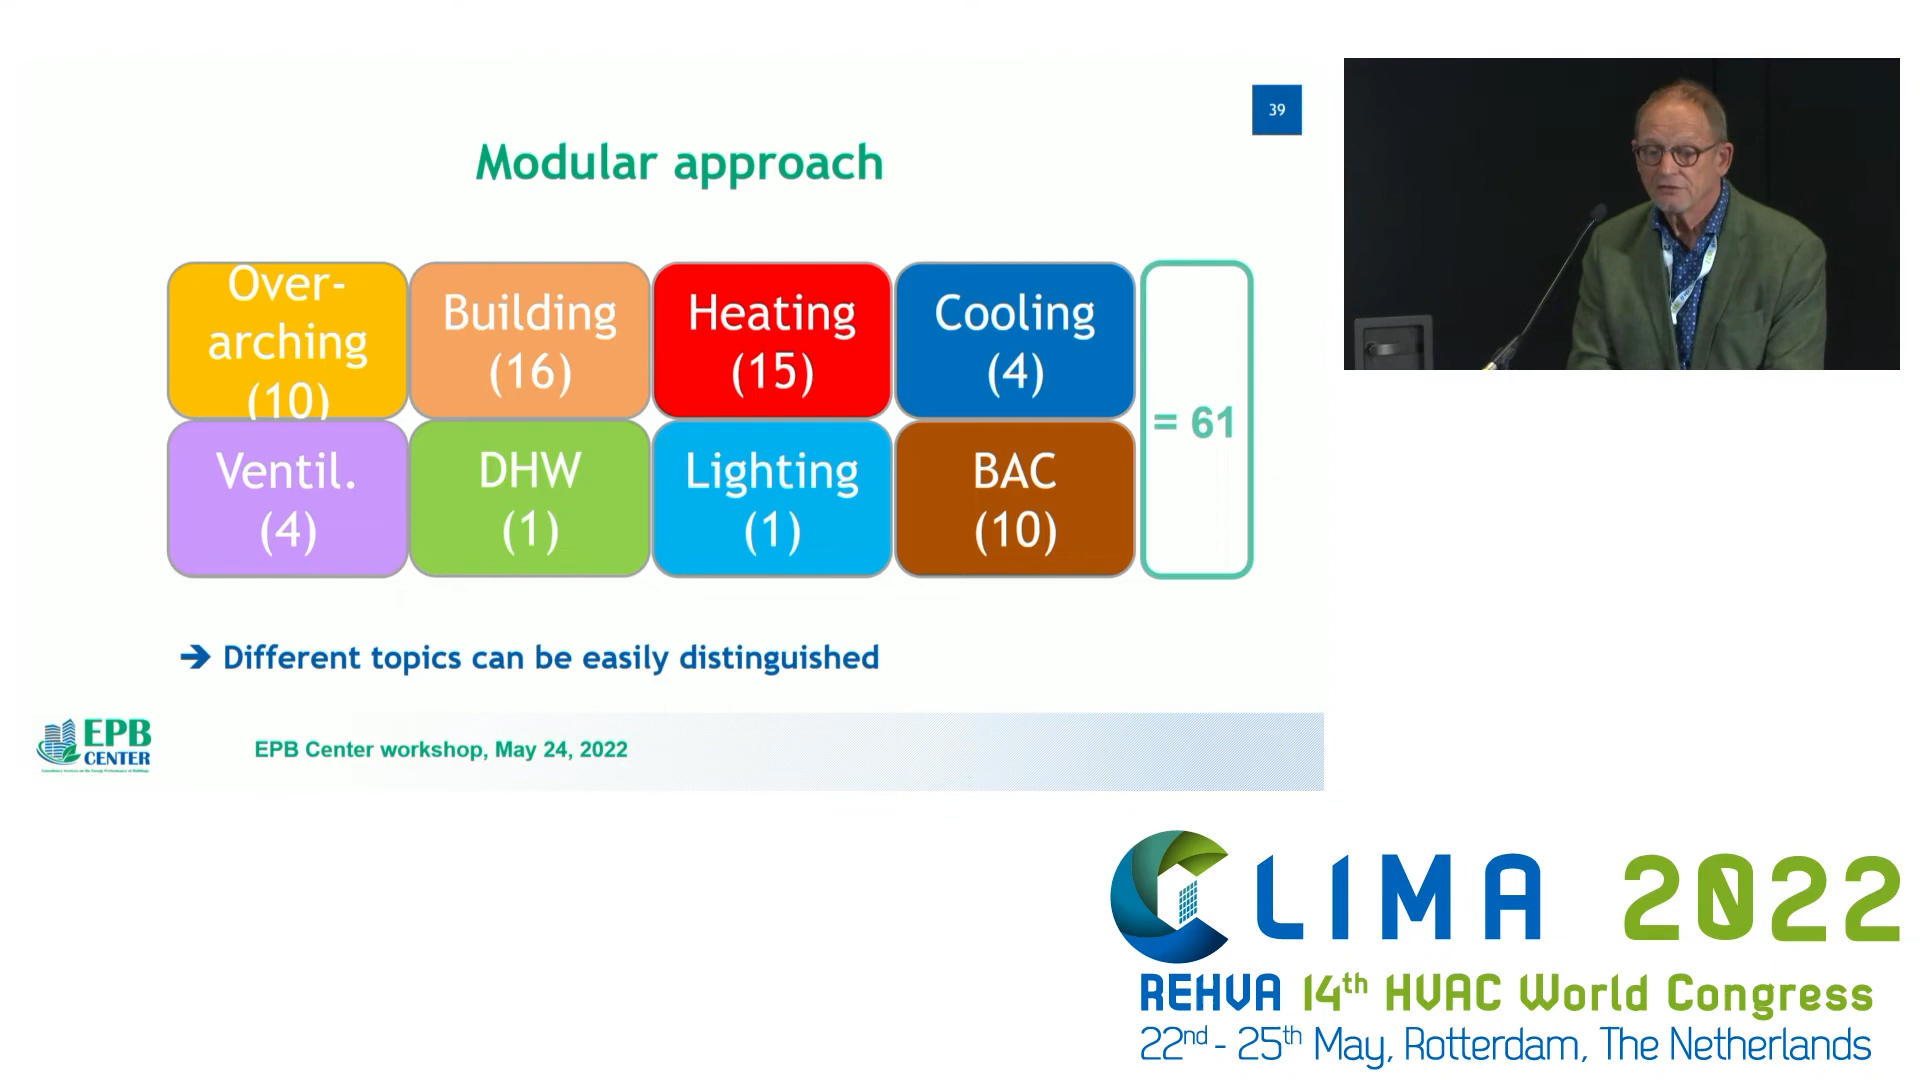 39
Modular approach
Over-
arching
(10)
Building
(16)
Heating
(15)
Cooling
(4)
= 61
Ventil.
(4)
DHW
(1)
Lighting
(1)
BAC
(10)
➔ Different topics can be easily distinguished
EPB
CENTER
EPB Center workshop, May 24, 2022
CLIMA 2022
REHVA 14th HVAC World Congress
22nd - 25th May, Rotterdam, The Netherlands